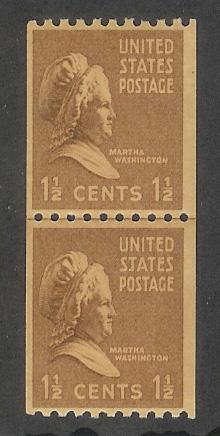 UNITED
STATES
POSTAGE
MARTHA
WASHINGTON
1½ CENTS 1½
UNITED
STATES
POSTAGE
MARTHA
WASHINGTON
1½ CENTS 1½